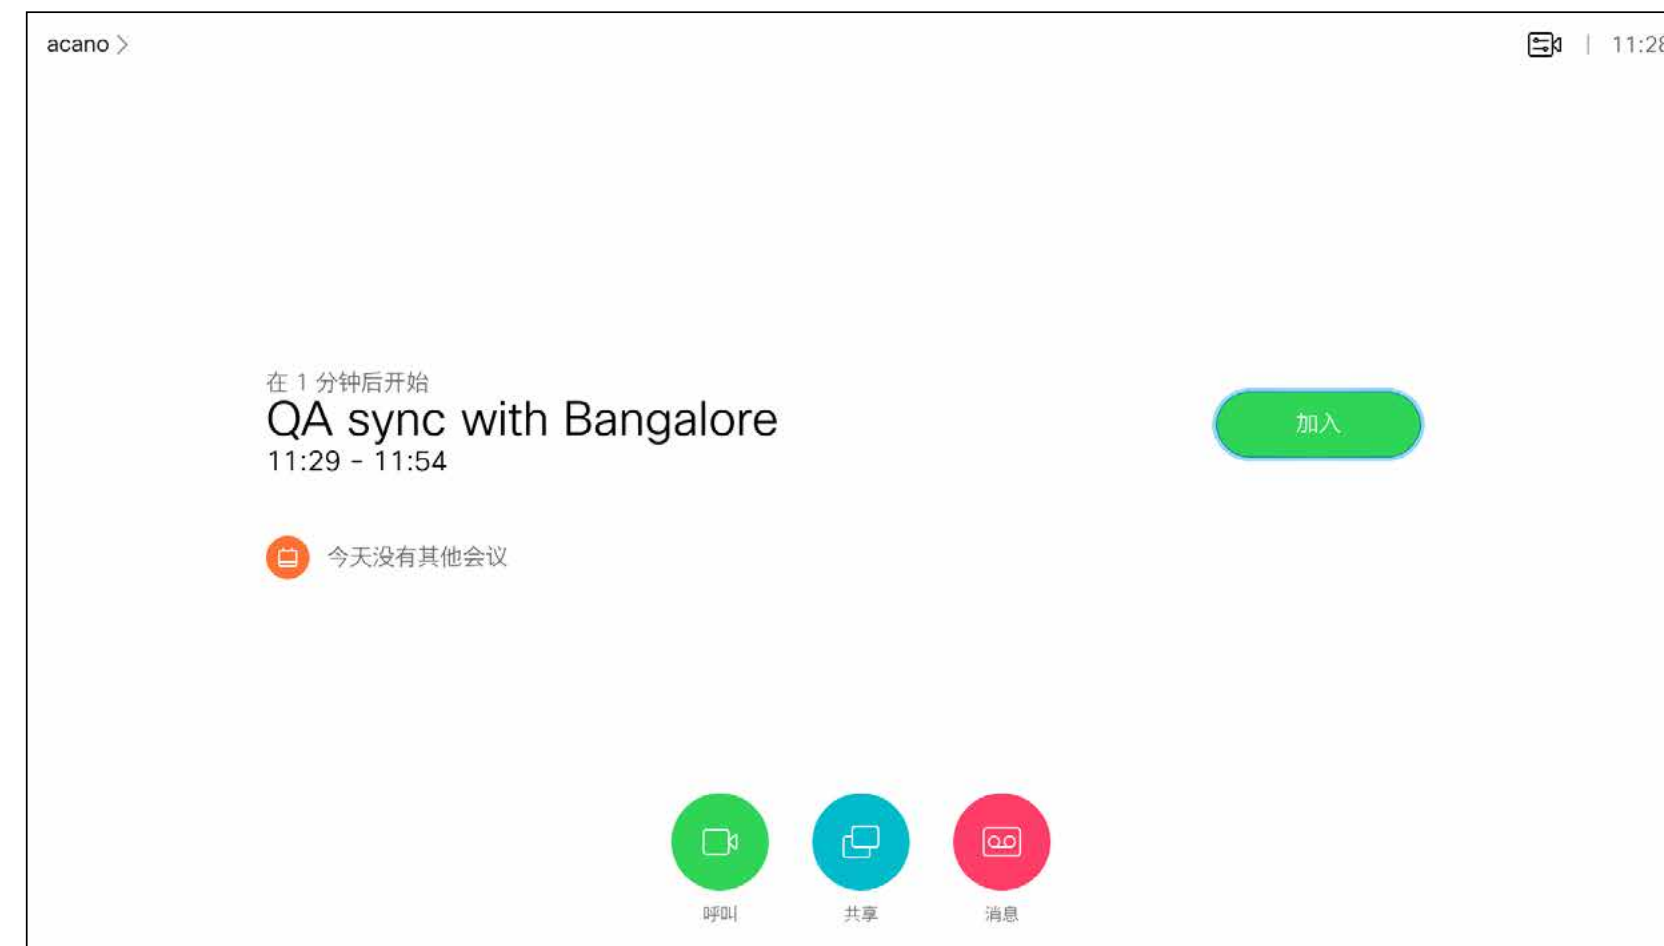 acano >
11:28
在 1 分钟后开始
QA sync with Bangalore
11:29 - 11:54
加入
今天没有其他会议
呼叫 共享 消息